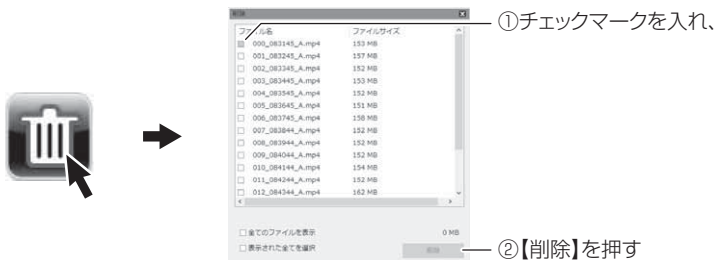 削除
ファイル名 ファイルサイズ
000_083145_A.mp4 153 MB
001_083245_A.mp4 157 MB
002_083345_A.mp4 152 MB
003_083445_A.mp4 153 MB
004_083545_A.mp4 152 MB
005_083645_A.mp4 151 MB
006_083745_A.mp4 158 MB
007_083844_A.mp4 152 MB
008_083944_A.mp4 152 MB
009_084044_A.mp4 152 MB
010_084144_A.mp4 154 MB
011_084244_A.mp4 152 MB
012_084344_A.mp4 162 MB
全てのファイルを表示 0 MB
表示された全てを選択 削除
①チェックマークを入れ、
②【削除】を押す